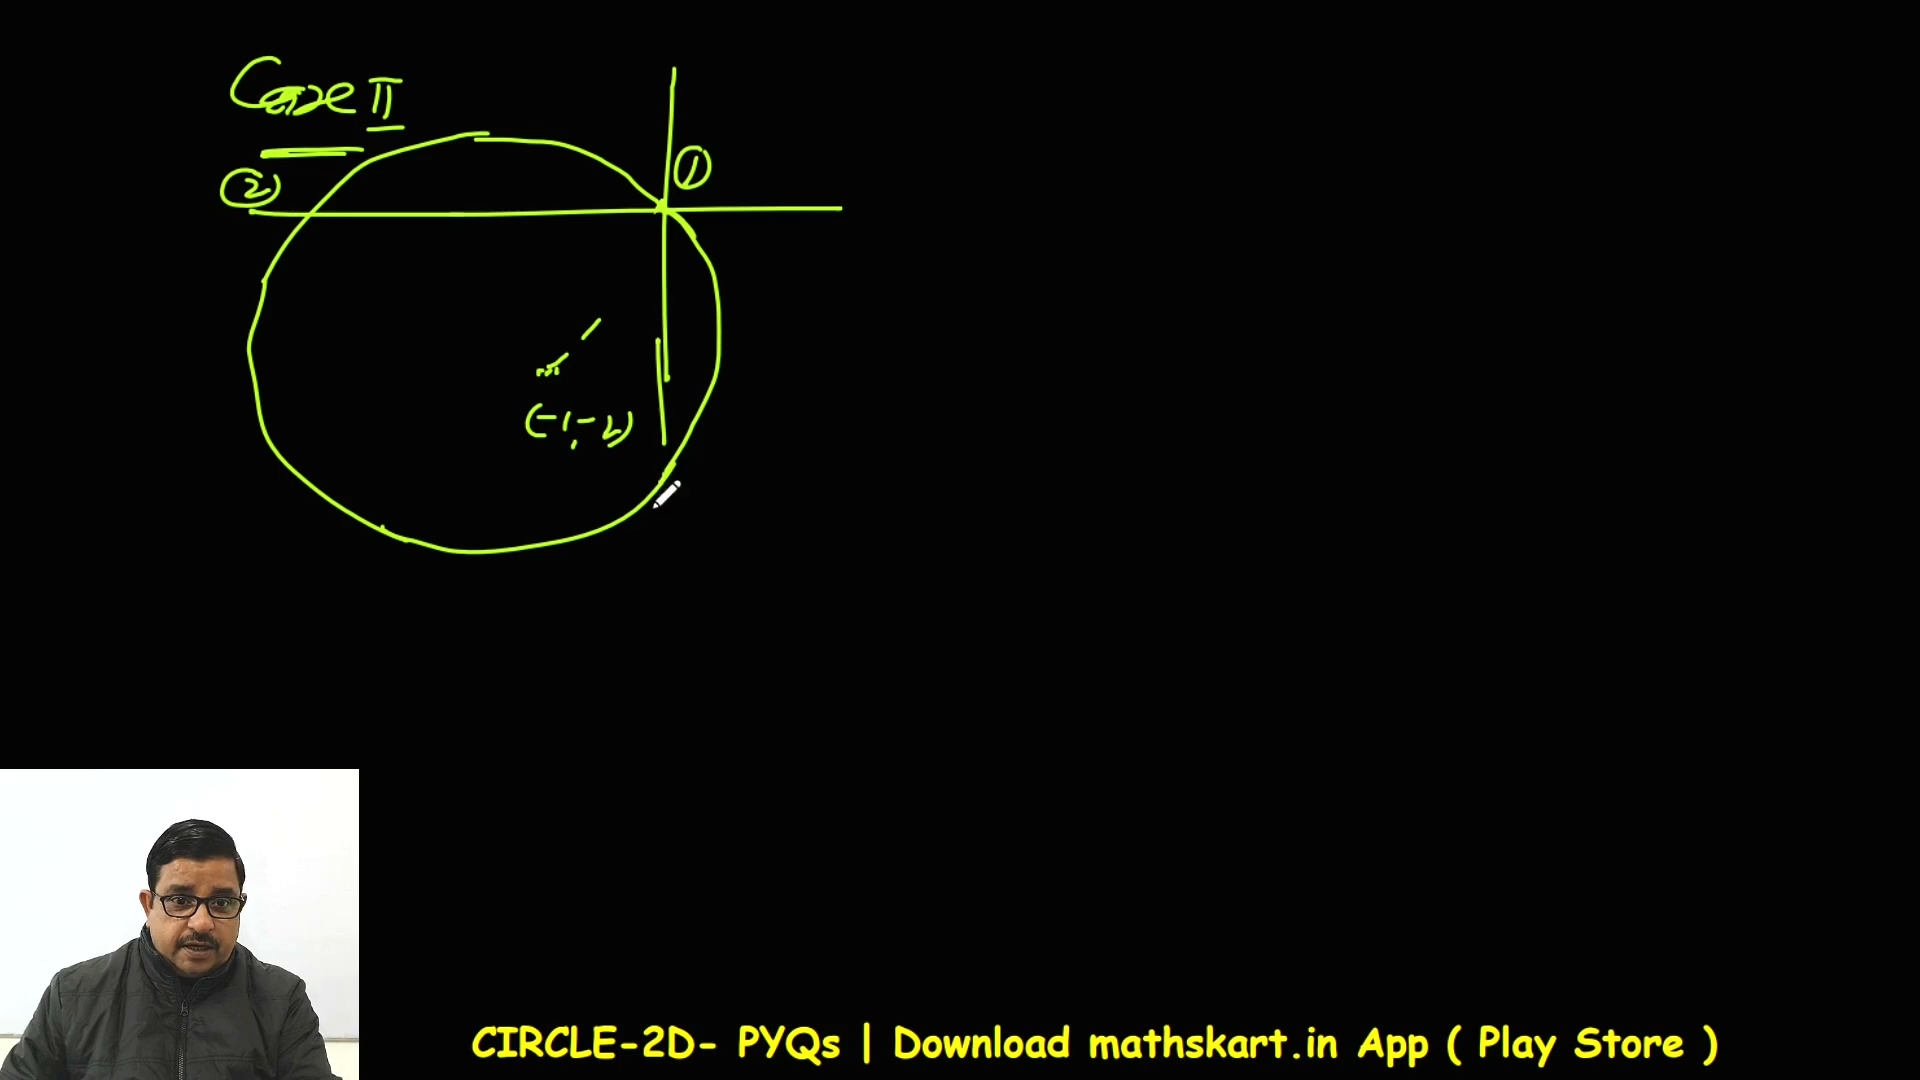 Case II
①
②
(-1,-2)
CIRCLE-2D- PYQs | Download mathskart.in App ( Play Store )